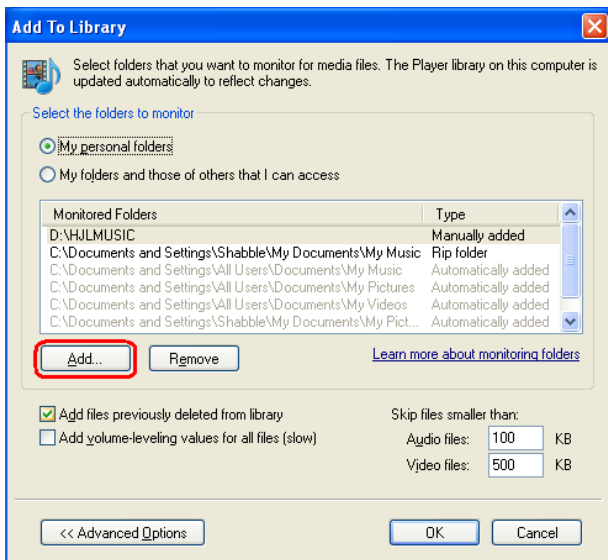 Add To Library
Select folders that you want to monitor for media files. The Player library on this computer is
updated automatically to reflect changes.
Select the folders to monitor
My personal folders
My folders and those of others that I can access
Monitored Folders Type
D:\HJLMUSIC Manually added
C:\Documents and Settings\Shabble\My Documents\My Music Rip folder
C:\Documents and Settings\All Users\Documents\My Music Automatically added
C:\Documents and Settings\All Users\Documents\My Pictures Automatically added
C:\Documents and Settings\All Users\Documents\My Videos Automatically added
C:\Documents and Settings\Shabble\My Documents\My Pict... Automatically added
Add... Remove Learn more about monitoring folders
Add files previously deleted from library Skip files smaller than:
Add volume-leveling values for all files (slow) Audio files: 100 KB
Video files: 500 KB
<< Advanced Options OK Cancel